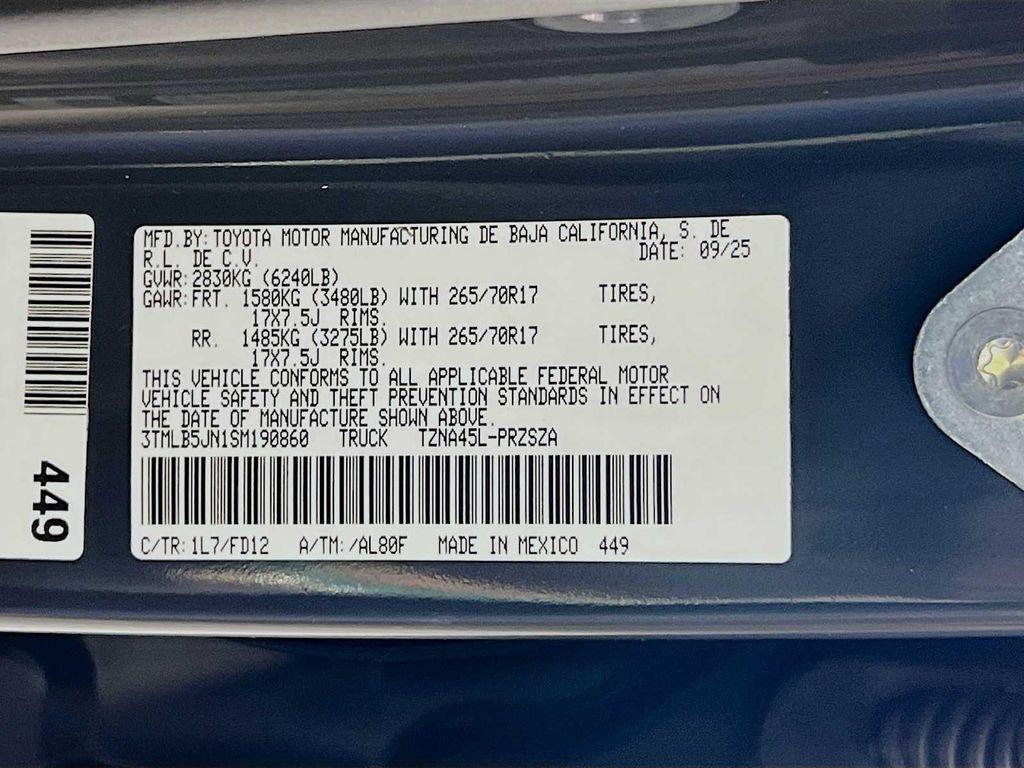 MFD.BY:TOYOTA MOTOR MANUFACTURING DE BAJA CALIFORNIA, S. DE
R.L. DE C.V. DATE: 09/25
GVWR:2830KG (6240LB)
GAWR:FRT. 1580KG (3480LB) WITH 265/70R17 TIRES,
17X7.5J RIMS.
RR. 1485KG (3275LB) WITH 265/70R17 TIRES,
17X7.5J RIMS.
THIS VEHICLE CONFORMS TO ALL APPLICABLE FEDERAL MOTOR
VEHICLE SAFETY AND THEFT PREVENTION STANDARDS IN EFFECT ON
THE DATE OF MANUFACTURE SHOWN ABOVE.
3TMLB5JN1SM190860 TRUCK TZNA45L-PRZSZA
C/TR:1L7/FD12 A/TM:/AL80F MADE IN MEXICO 449
449